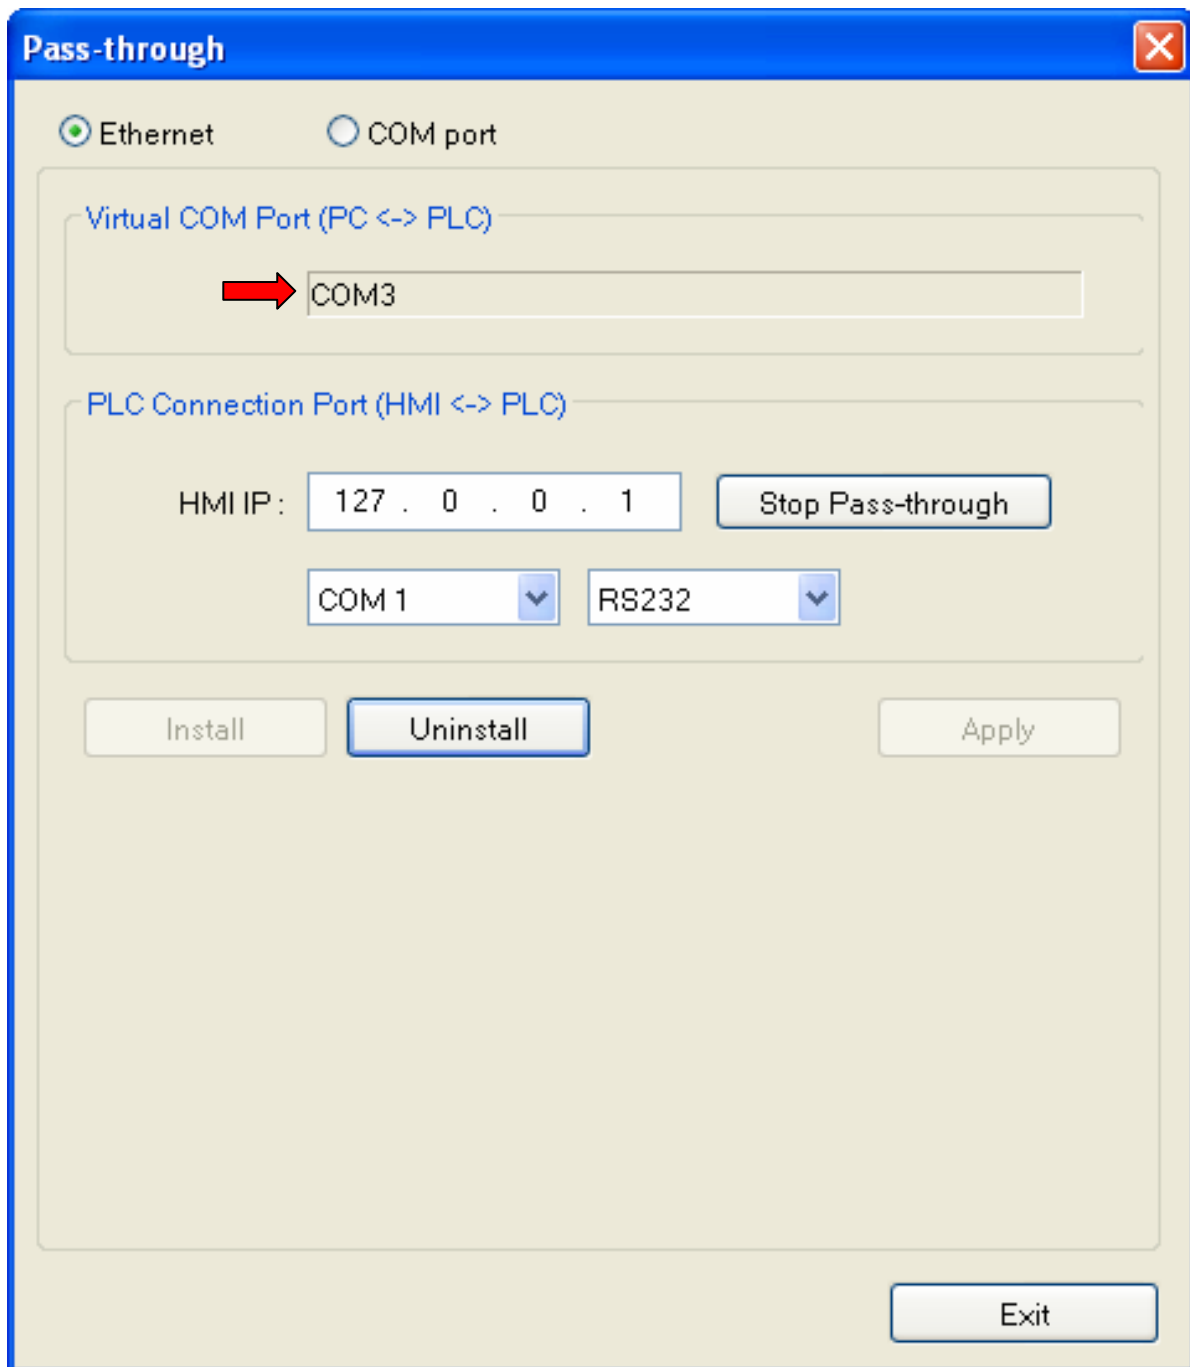 Pass-through
Ethernet COM port
Virtual COM Port (PC <-> PLC)
COM3
PLC Connection Port (HMI <-> PLC)
HMI IP : 127 . 0 . 0 . 1 Stop Pass-through
COM 1 RS232
Install Uninstall Apply
Exit